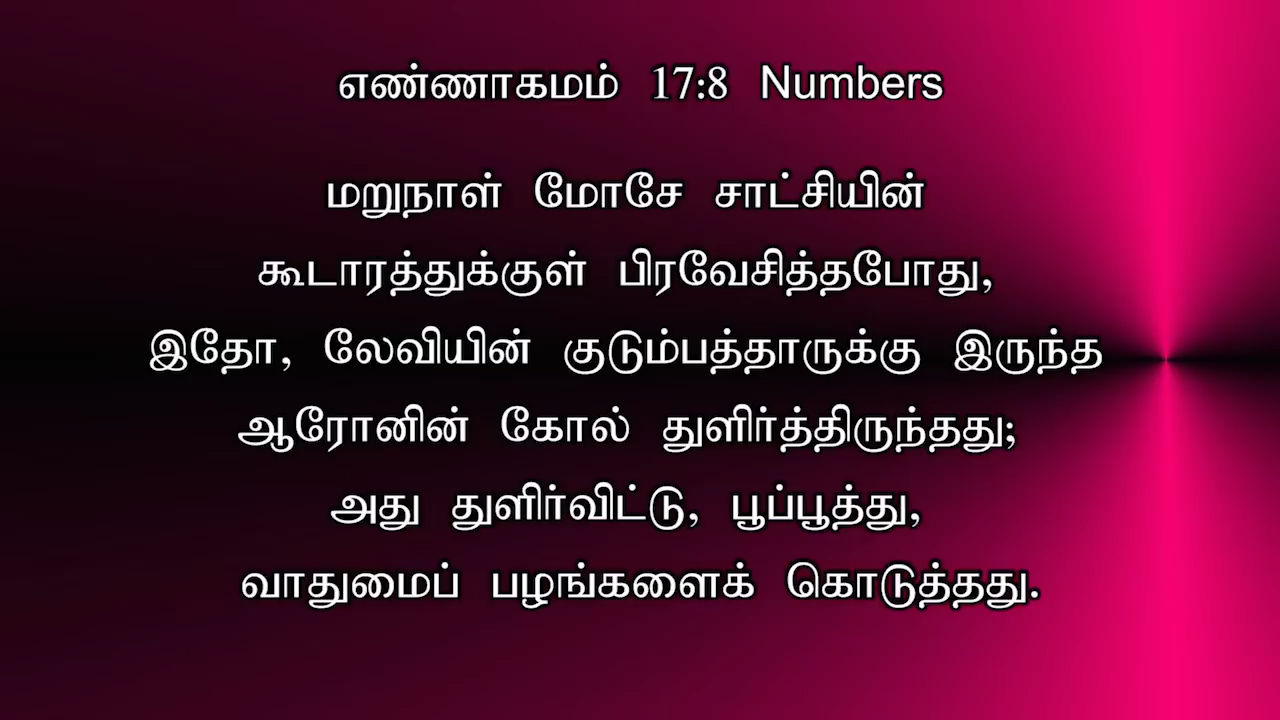 எண்ணாகமம் 17:8 Numbers
மறுநாள் மோசே சாட்சியின்
கூடாரத்துக்குள் பிரவேசித்தபோது,
இதோ, லேவியின் குடும்பத்தாருக்கு இருந்த
ஆரோனின் கோல் துளிர்த்திருந்தது;
அது துளிர்விட்டு, பூப்பூத்து,
வாதுமைப் பழங்களைக் கொடுத்தது.